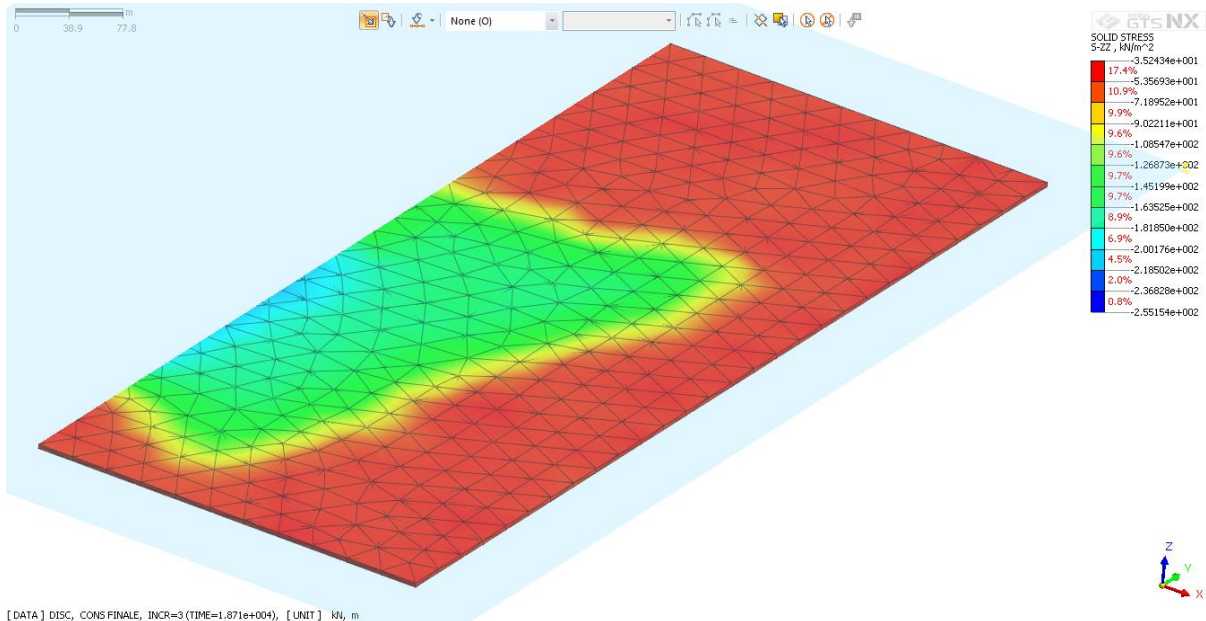 m
0 38.9 77.8
None (O)
GTS NX
SOLID STRESS
S-ZZ , kN/m^2
-3.52434e+001
17.4%
-5.35693e+001
10.9%
-7.18952e+001
9.9%
-9.02211e+001
9.6%
-1.08547e+002
9.6%
-1.26873e+002
9.7%
-1.45199e+002
9.7%
-1.63525e+002
8.9%
-1.81850e+002
6.9%
-2.00176e+002
4.5%
-2.18502e+002
2.0%
-2.36828e+002
0.8%
-2.55154e+002
Z
Y
X
[ DATA ] DISC, CONS FINALE, INCR=3 (TIME=1.871e+004), [ UNIT ] kN, m